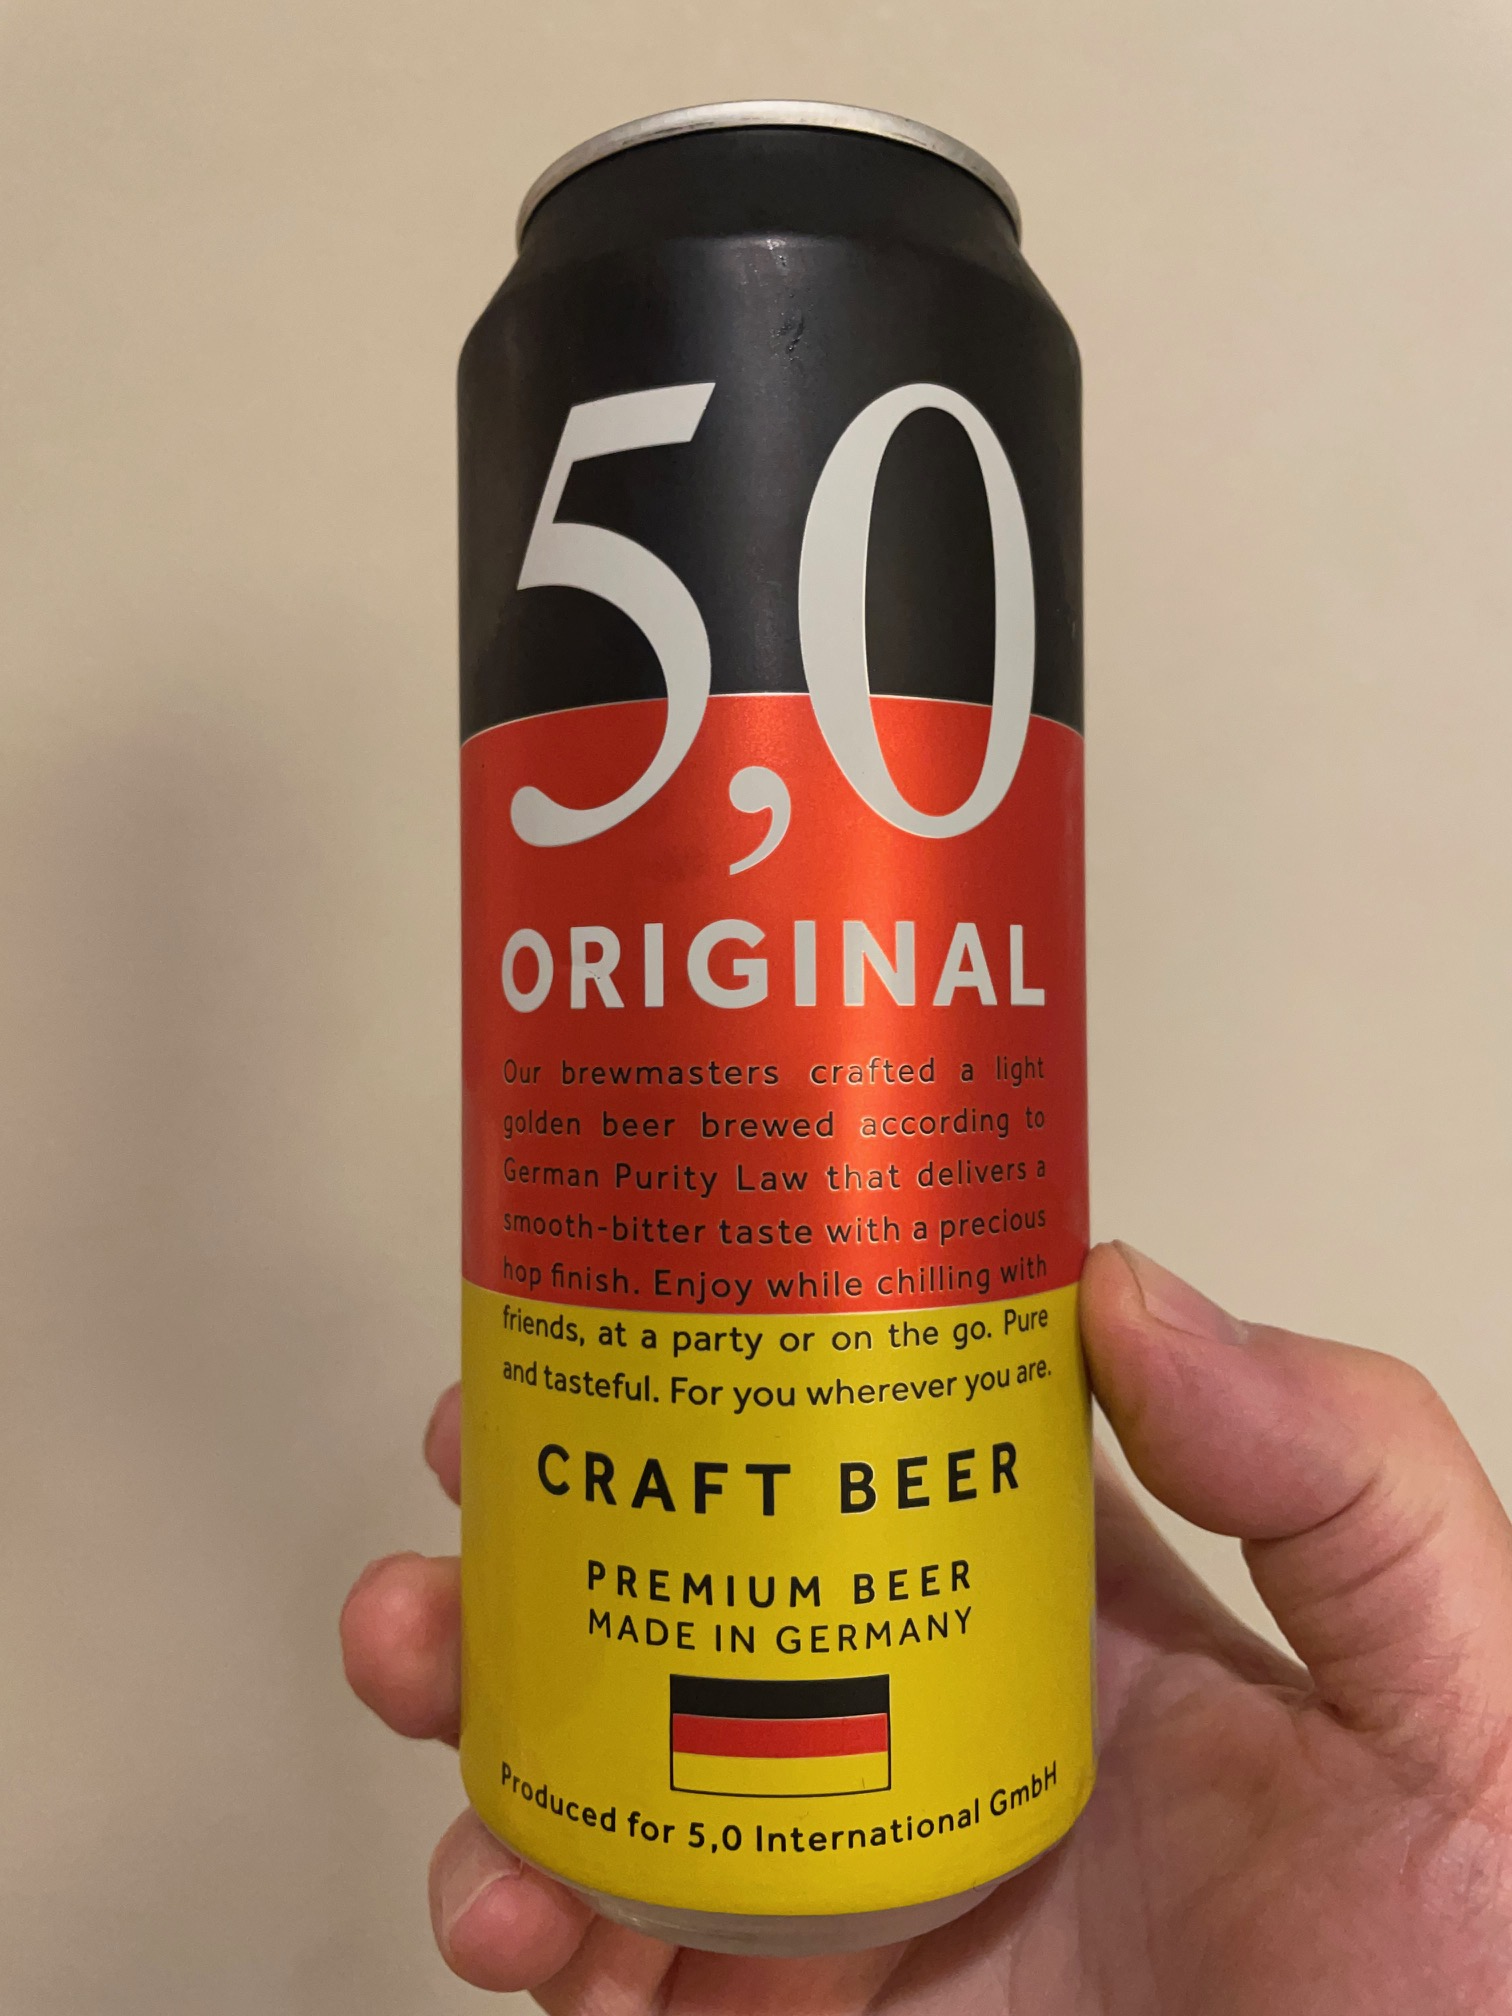 5,0
ORIGINAL
Our brewmasters crafted a light
golden beer brewed according to
German Purity Law that delivers a
smooth-bitter taste with a precious
hop finish. Enjoy while chilling with
friends, at a party or on the go. Pure
and tasteful. For you wherever you are.
CRAFT BEER
PREMIUM BEER
MADE IN GERMANY
Produced for 5,0 International GmbH